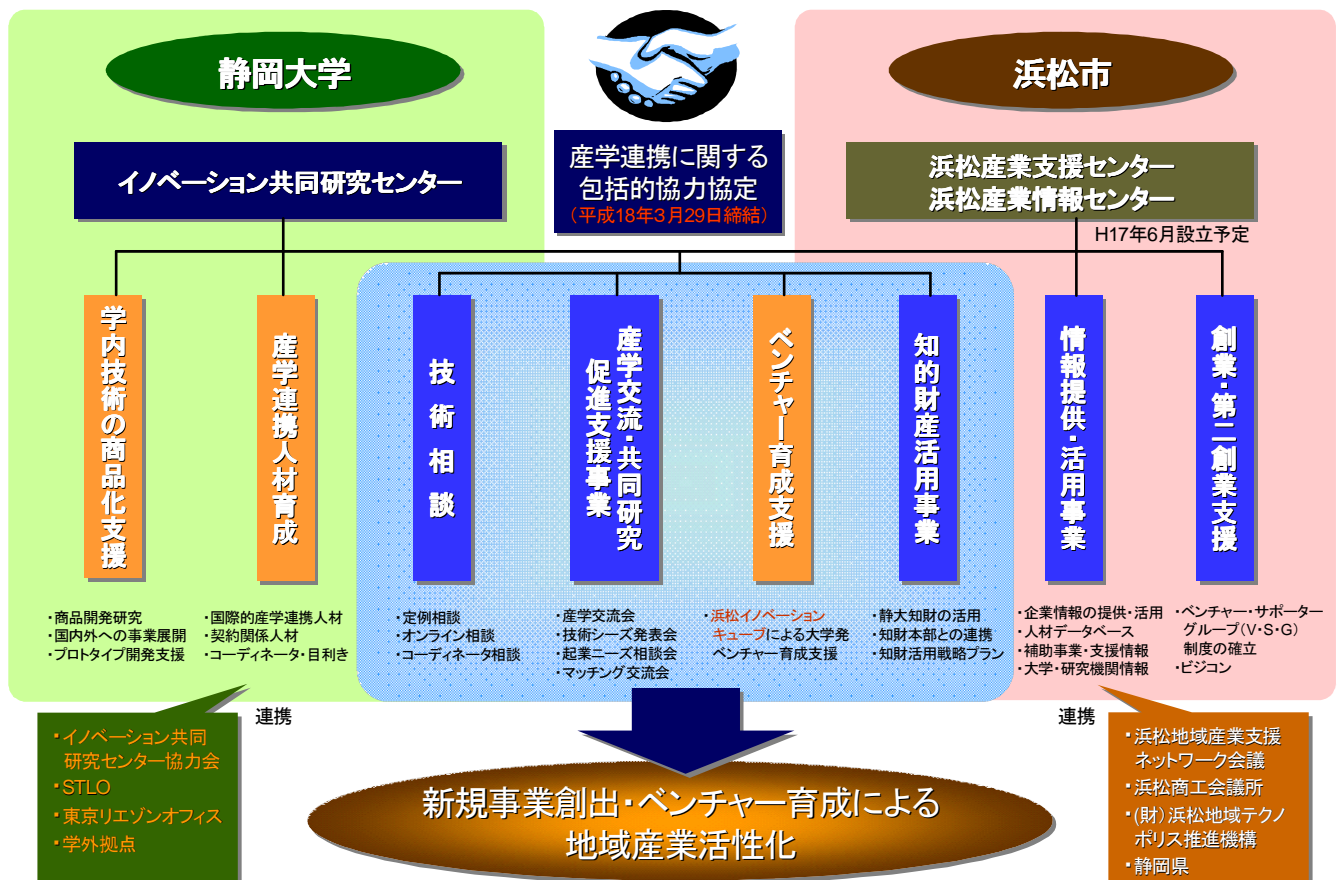 静岡大学
浜松市
イノベーション共同研究センター
産学連携に関する
包括的協力協定
（平成18年3月29日締結）
浜松産業支援センター
浜松産業情報センター
H17年6月設立予定
学内技術の商品化支援
産学連携人材育成
技術相談
産学交流・共同研究
促進支援事業
ベンチャー育成支援
知的財産活用事業
情報提供・活用事業
創業・第二創業支援
・商品開発研究
・国内外への事業展開
・プロトタイプ開発支援
・国際的産学連携人材
・契約関係人材
・コーディネータ・目利き
・定例相談
・オンライン相談
・コーディネータ相談
・産学交流会
・技術シーズ発表会
・起業ニーズ相談会
・マッチング交流会
・浜松イノベーション
キューブによる大学発
ベンチャー育成支援
・静大知財の活用
・知財本部との連携
・知財活用戦略プラン
・企業情報の提供・活用
・人材データベース
・補助事業・支援情報
・大学・研究機関情報
・ベンチャー・サポーター
グループ（V・S・G）
制度の確立
・ビジコン
連携
連携
・イノベーション共同
研究センター協力会
・STLO
・東京リエゾンオフィス
・学外拠点
新規事業創出・ベンチャー育成による
地域産業活性化
・浜松地域産業支援
ネットワーク会議
・浜松商工会議所
・(財)浜松地域テクノ
ポリス推進機構
・静岡県